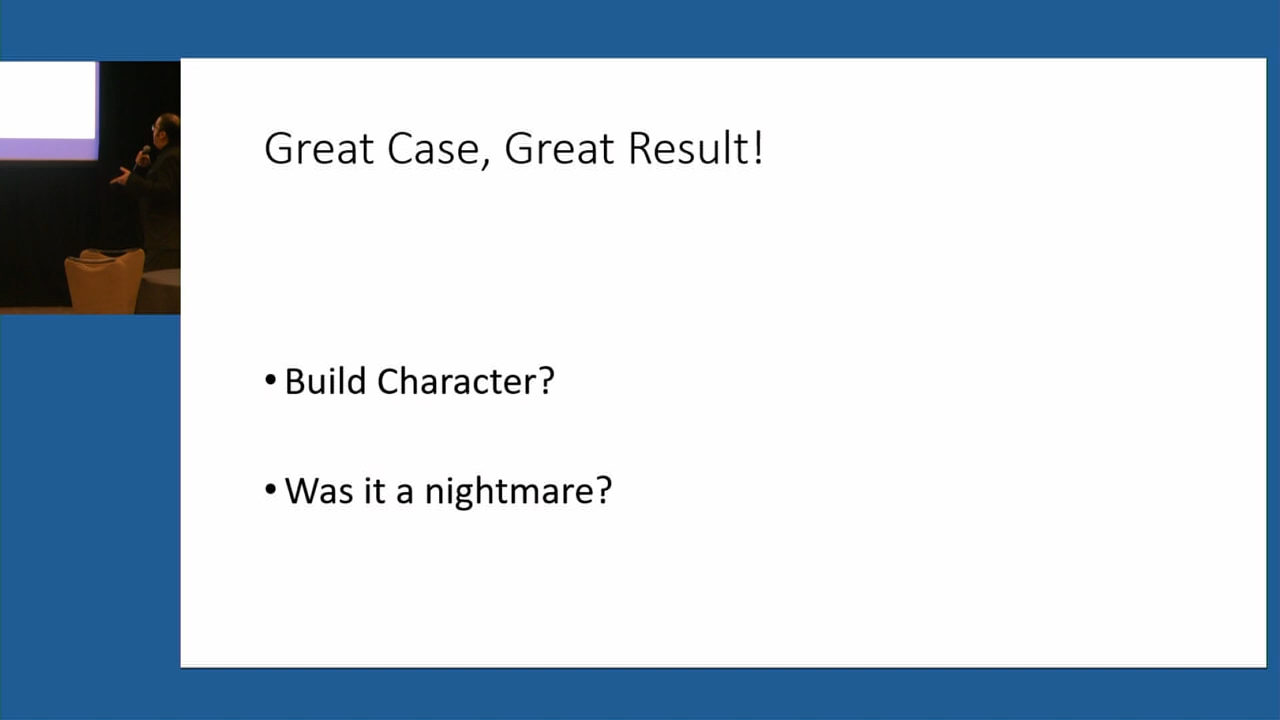 Great Case, Great Result!
• Build Character?
• Was it a nightmare?